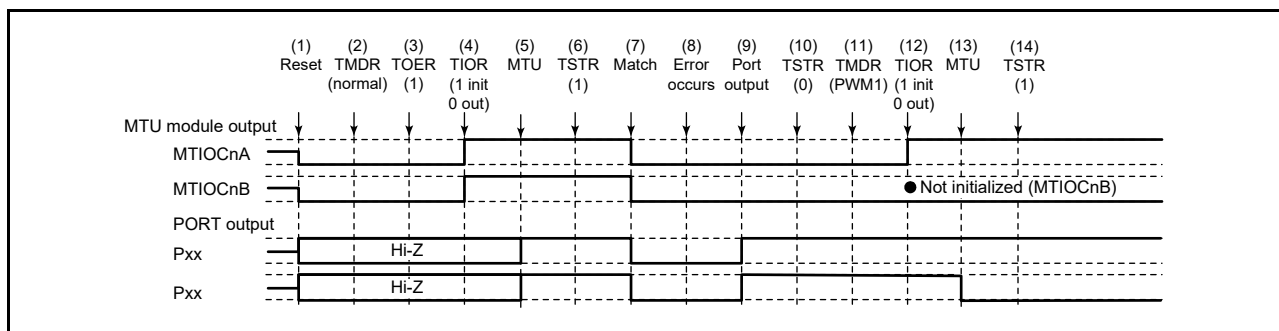 (1) (2) (3) (4) (5) (6) (7) (8) (9) (10) (11) (12) (13) (14)
Reset TMDR TOER TIOR MTU TSTR Match Error Port TSTR TMDR TIOR MTU TSTR
(normal) (1) (1 init (1) occurs output (0) (PWM1) (1 init (1)
0 out) 0 out)
MTU module output
MTIOCnA
MTIOCnB
● Not initialized (MTIOCnB)
PORT output
Pxx
Hi-Z
Pxx
Hi-Z